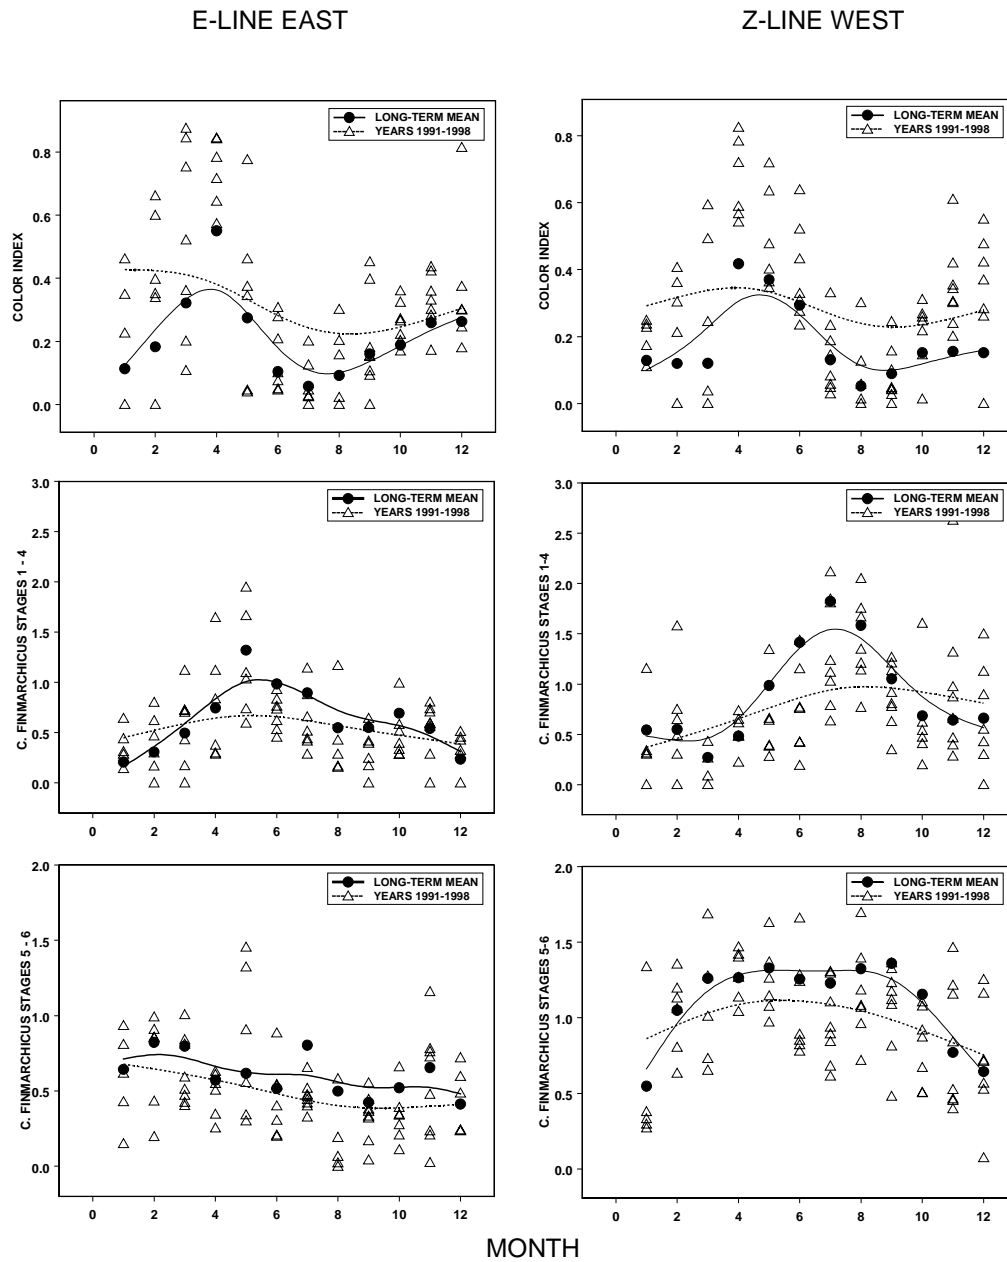 E-LINE EAST
Z-LINE WEST
COLOR INDEX
0.8
0.6
0.4
0.2
0.0
LONG-TERM MEAN
YEARS 1991-1998
0 2 4 6 8 10 12
COLOR INDEX
0.8
0.6
0.4
0.2
0.0
LONG-TERM MEAN
YEARS 1991-1998
0 2 4 6 8 10 12
C. FINMARCHICUS STAGES 1 - 4
3.0
2.5
2.0
1.5
1.0
0.5
0.0
LONG-TERM MEAN
YEARS 1991-1998
0 2 4 6 8 10 12
C. FINMARCHICUS STAGES 1-4
3.0
2.5
2.0
1.5
1.0
0.5
0.0
LONG-TERM MEAN
YEARS 1991-1998
0 2 4 6 8 10 12
C. FINMARCHICUS STAGES 5 - 6
2.0
1.5
1.0
0.5
0.0
LONG-TERM MEAN
YEARS 1991-1998
0 2 4 6 8 10 12
C. FINMARCHICUS STAGES 5-6
2.0
1.5
1.0
0.5
0.0
LONG-TERM MEAN
YEARS 1991-1998
0 2 4 6 8 10 12
MONTH